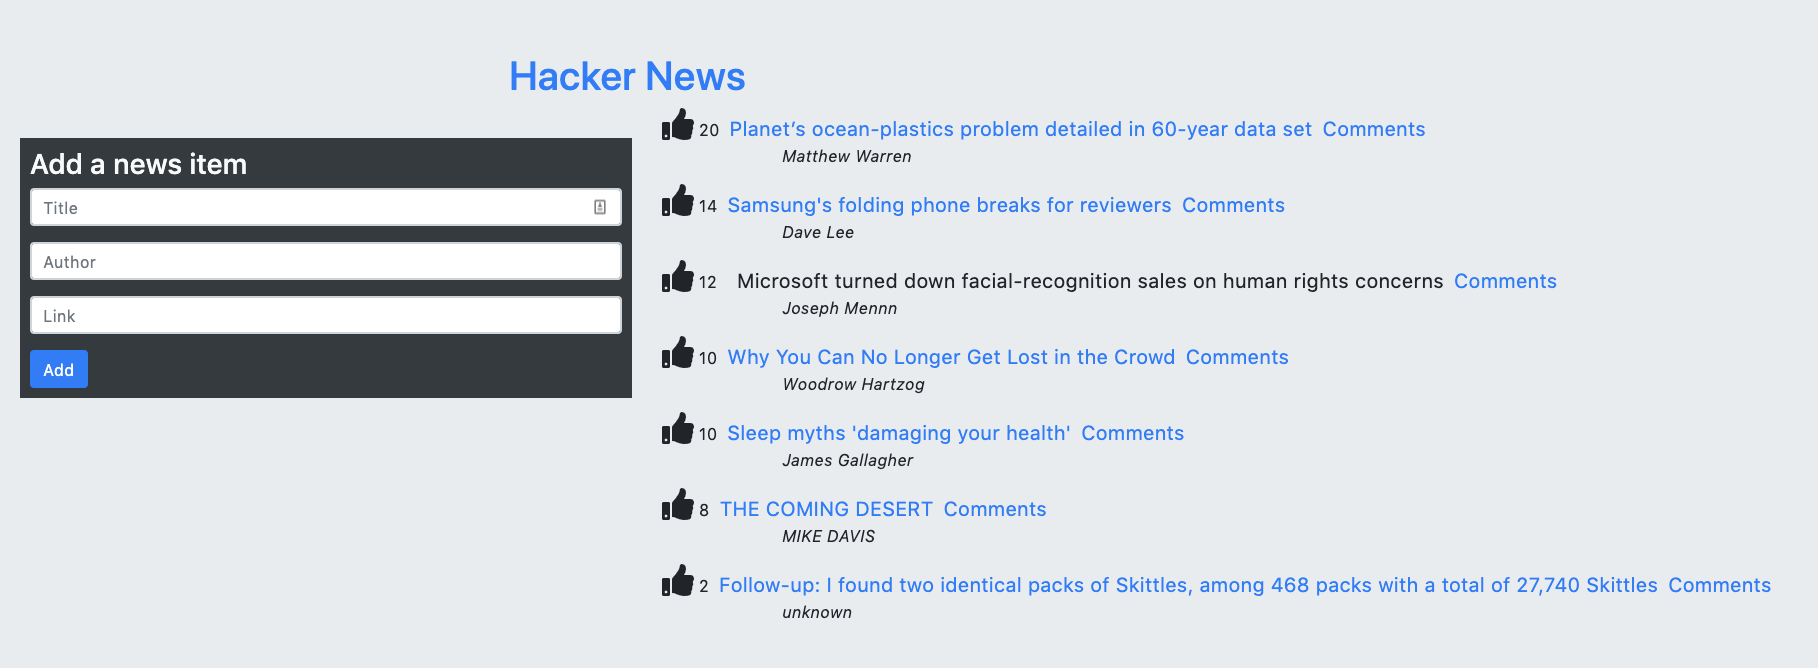 Hacker News
Add a news item
Title
Author
Link
Add
20 Planet’s ocean-plastics problem detailed in 60-year data set Comments
Matthew Warren
14 Samsung's folding phone breaks for reviewers Comments
Dave Lee
12 Microsoft turned down facial-recognition sales on human rights concerns Comments
Joseph Mennn
10 Why You Can No Longer Get Lost in the Crowd Comments
Woodrow Hartzog
10 Sleep myths 'damaging your health' Comments
James Gallagher
8 THE COMING DESERT Comments
MIKE DAVIS
2 Follow-up: I found two identical packs of Skittles, among 468 packs with a total of 27,740 Skittles Comments
unknown